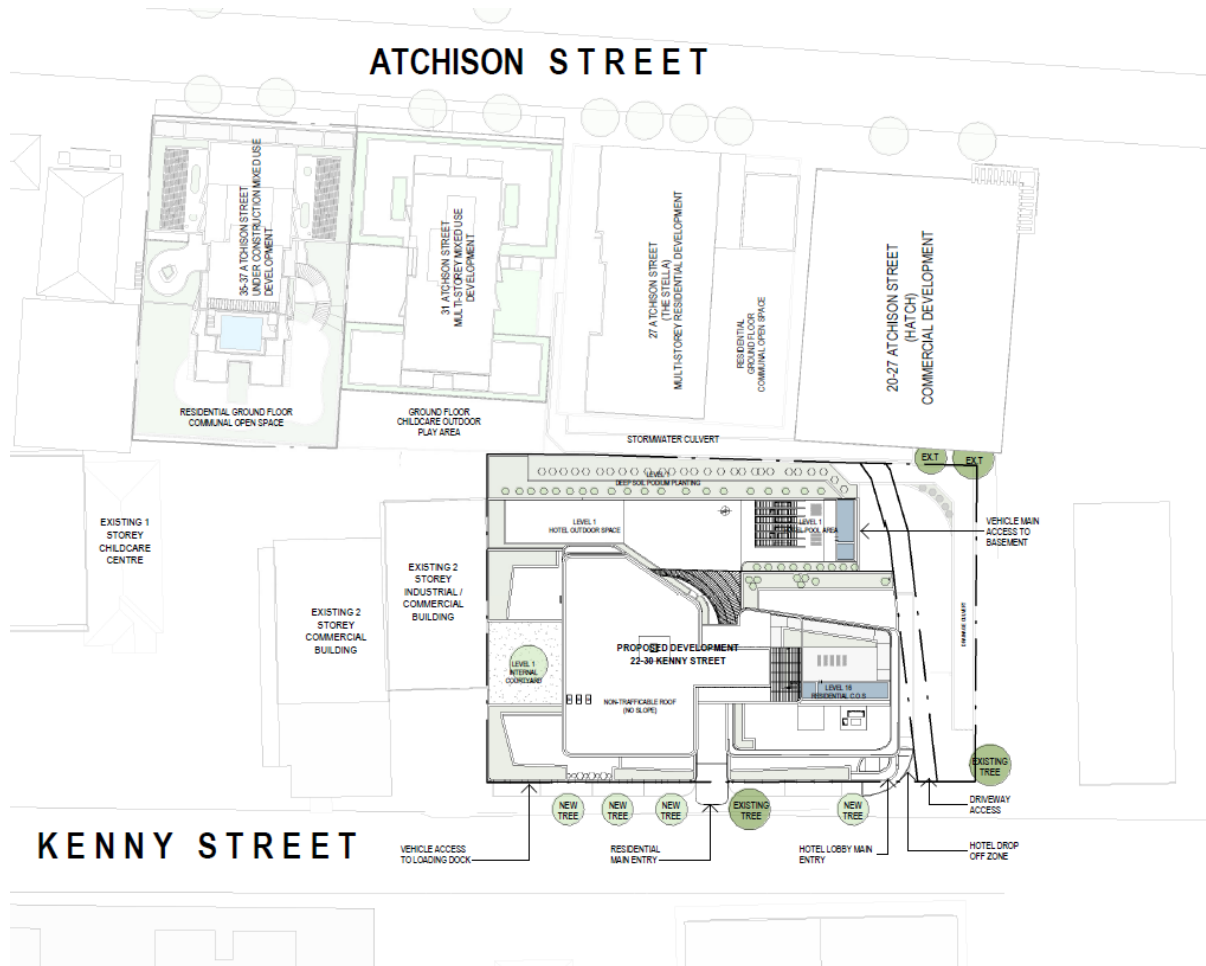 ATCHISON STREET
35-37 ATCHISON STREET
UNDER CONSTRUCTION MIXED USE
DEVELOPMENT
31 ATCHISON STREET
MULTI-STOREY MIXED USE
DEVELOPMENT
27 ATCHISON STREET
(THE STELLA)
MULTI-STOREY RESIDENTIAL DEVELOPMENT
RESIDENTIAL
GROUND FLOOR
COMMUNAL OPEN SPACE
20-27 ATCHISON STREET
(HATCH)
COMMERCIAL DEVELOPMENT
RESIDENTIAL GROUND FLOOR
COMMUNAL OPEN SPACE
GROUND FLOOR
CHILDCARE OUTDOOR
PLAY AREA
STORMWATER CULVERT
EX.T
EX.T
LEVEL 1
DEEP SOIL PODIUM PLANTING
EXISTING 1
STOREY
CHILDCARE
CENTRE
LEVEL 1
HOTEL OUTDOOR SPACE
LEVEL 1
POOL AREA
VEHICLE MAIN
ACCESS TO
BASEMENT
EXISTING 2
STOREY
INDUSTRIAL /
COMMERCIAL
BUILDING
EXISTING 2
STOREY
COMMERCIAL
BUILDING
DRAINAGE CULVERT
PROPOSED DEVELOPMENT
22-30 KENNY STREET
LEVEL 1
INTERNAL
COURTYARD
NON-TRAFFICABLE ROOF
(NO SLOPE)
LEVEL 16
RESIDENTIAL C.O.S
EXISTING
TREE
NEW
TREE
NEW
TREE
NEW
TREE
EXISTING
TREE
NEW
TREE
DRIVEWAY
ACCESS
KENNY STREET
VEHICLE ACCESS
TO LOADING DOCK
RESIDENTIAL
MAIN ENTRY
HOTEL LOBBY MAIN
ENTRY
HOTEL DROP
OFF ZONE